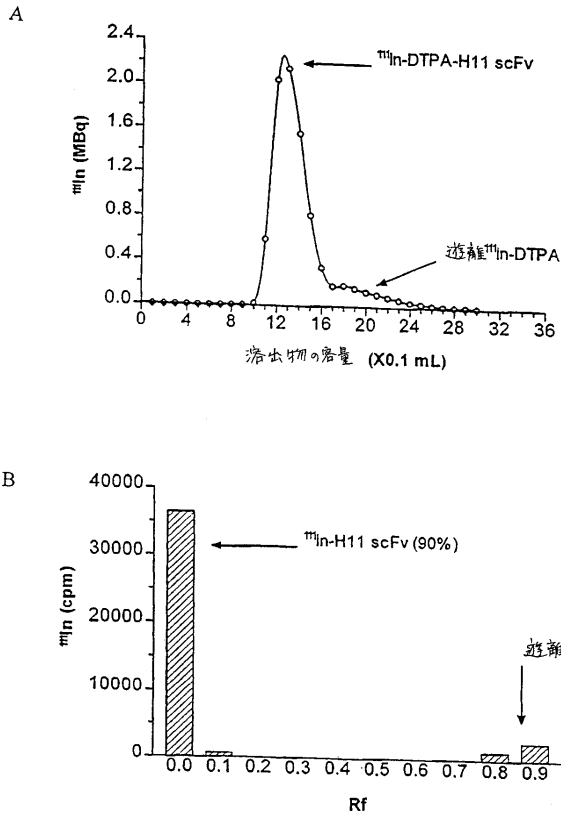 A
¹¹¹In (MBq)
2.4
2.0
1.6
1.2
0.8
0.4
0.0
¹¹¹In-DTPA-H11 scFv
遊離¹¹¹In-DTPA
0 4 8 12 16 20 24 28 32 36
溶出物の容量 (X0.1 mL)
B
¹¹¹In (cpm)
40000
30000
20000
10000
0
¹¹¹In-H11 scFv (90%)
遊離
0.0 0.1 0.2 0.3 0.4 0.5 0.6 0.7 0.8 0.9
Rf